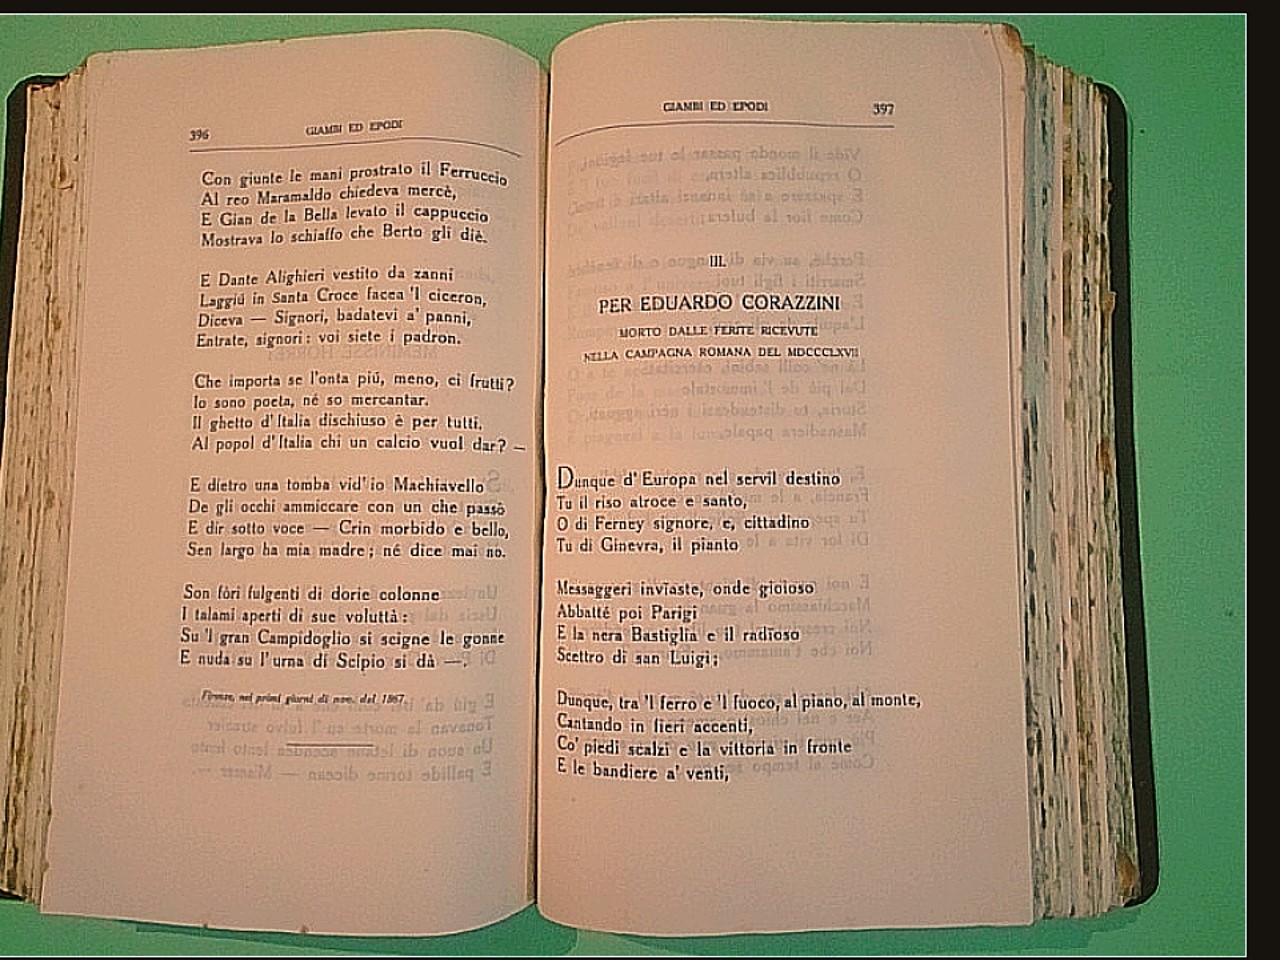 396
GIAMBI ED EPODI
Con giunte le mani prostrato il Ferruccio
Al reo Maramaldo chiedeva mercè,
E Gian de la Bella levato il cappuccio
Mostrava lo schiaffo che Berto gli diè.
E Dante Alighieri vestito da zanni
Laggiú in Santa Croce facea 'l ciceron,
Diceva — Signori, badatevi a' panni,
Entrate, signori: voi siete i padron.
Che importa se l'onta piú, meno, ci frutti?
Io sono poeta, né so mercantar.
Il ghetto d'Italia dischiuso è per tutti.
Al popol d'Italia chi un calcio vuol dar? —
E dietro una tomba vid' io Machiavello
De gli occhi ammiccare con un che passò
E dir sotto voce — Crin morbido e bello,
Sen largo ha mia madre; né dice mai no.
Son fòri fulgenti di dorie colonne
I talami aperti di sue voluttà:
Su 'l gran Campidoglio si scigne le gonne
E nuda su l'urna di Scipio si dà —.
Firenze, nei primi giorni di nov. del 1867.
GIAMBI ED EPODI
397
III.
PER EDUARDO CORAZZINI
MORTO DALLE FERITE RICEVUTE
NELLA CAMPAGNA ROMANA DEL MDCCCLXVII
Dunque d' Europa nel servil destino
Tu il riso atroce e santo,
O di Ferney signore, e, cittadino
Tu di Ginevra, il pianto
Messaggeri inviaste, onde gioioso
Abbatté poi Parigi
E la nera Bastiglia e il radioso
Scettro di san Luigi;
Dunque, tra 'l ferro e 'l fuoco, al piano, al monte,
Cantando in fieri accenti,
Co' piedi scalzi e la vittoria in fronte
E le bandiere a' venti,